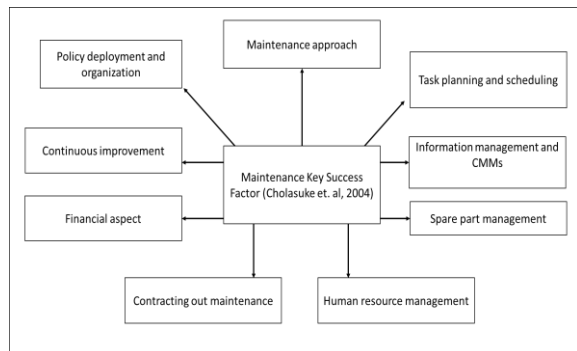 Maintenance approach
Policy deployment and
organization
Task planning and scheduling
Continuous improvement
Information management and
CMMs
Maintenance Key Success
Factor (Cholasuke et. al, 2004)
Financial aspect
Spare part management
Contracting out maintenance
Human resource management